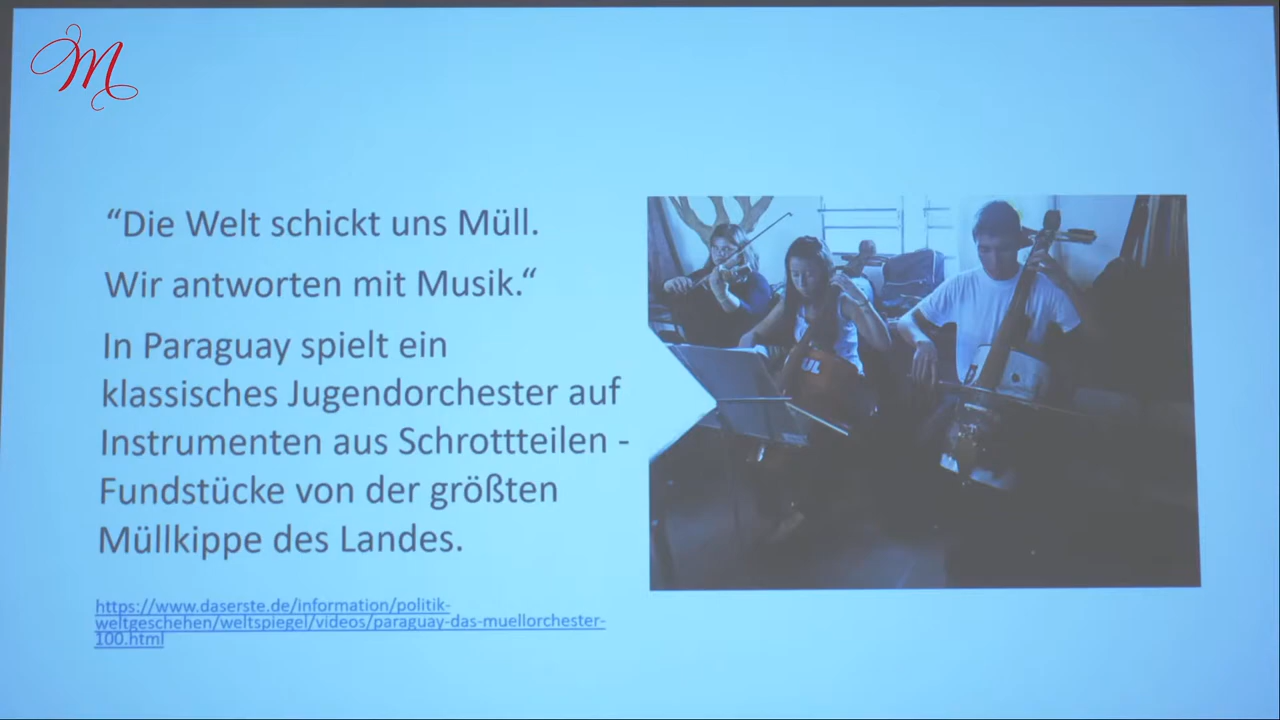 M
“Die Welt schickt uns Müll.
Wir antworten mit Musik.“
In Paraguay spielt ein
klassisches Jugendorchester auf
Instrumenten aus Schrottteilen -
Fundstücke von der größten
Müllkippe des Landes.
https://www.daserste.de/information/politik-
weltgeschehen/weltspiegel/videos/paraguay-das-muellorchester-
100.html